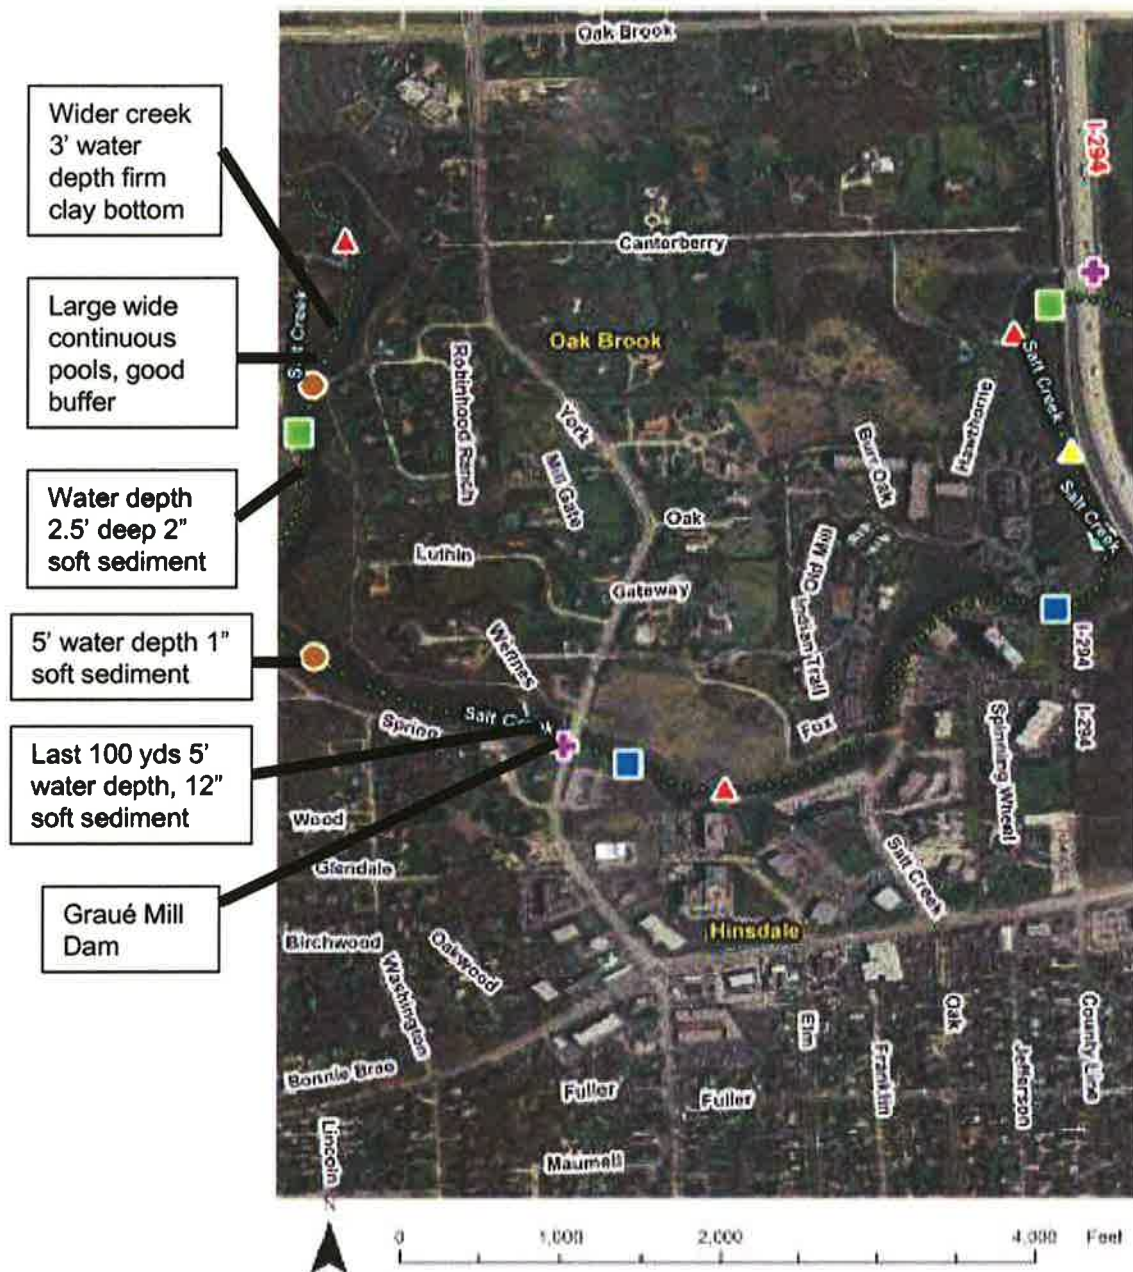 Wider creek
3' water
depth firm
clay bottom
Large wide
continuous
pools, good
buffer
Water depth
2.5' deep 2"
soft sediment
5' water depth 1"
soft sediment
Last 100 yds 5'
water depth, 12"
soft sediment
Graué Mill
Dam
Oak Brook
I-294
Canterberry
Salt Creek
Oak Brook
Robinhood Ranch
York
Mill Gate
Salt Creek
Hawthorne
Burr Oak
Salt Creek
Oak
Luthin
Gateway
Old Mill
Indian Trail
Wermes
I-294
I-294
Salt Creek
Spring
Fox
Spinning Wheel
Wood
Glendale
Salt Creek
Hinsdale
Birchwood
Oakwood
Washington
Elm
Franklin
Oak
Jefferson
County Line
Bonnie Brae
Fuller
Fuller
Lincoln
Maumell
N
0 1,000 2,000 4,000 Feet